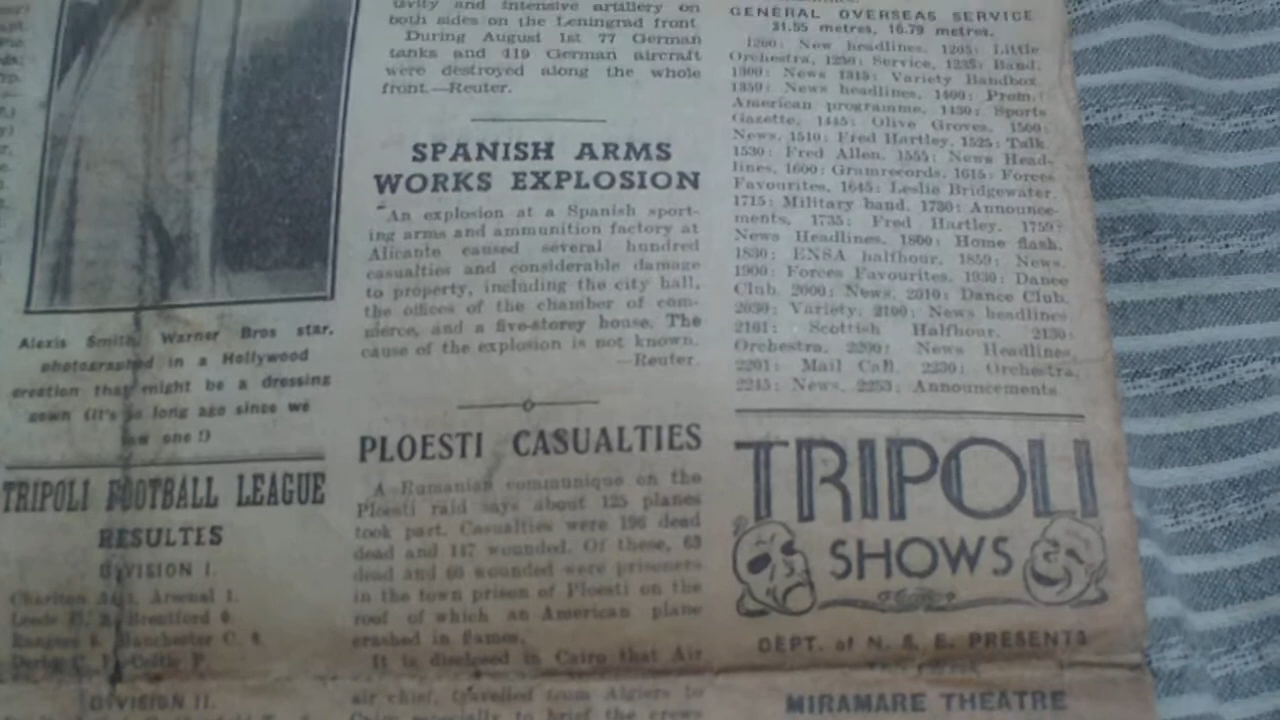 Alexis Smith, Warner Bros star,
photographed in a Hollywood
creation that might be a dressing
gown (it's so long ago since we
saw one !)
TRIPOLI FOOTBALL LEAGUE
RESULTES
DIVISION I.
Charlton Arsenal 1.
Leeds Brentford
Rangers Manchester C.
Derby C. Celtic
DIVISION II.
and intensive artillery on
both sides on the Leningrad front
During August 1st 77 German
tanks and 119 German aircraft
were destroyed along the whole
front.—Reuter.
SPANISH ARMS
WORKS EXPLOSION
An explosion at a Spanish sport-
ing arms and ammunition factory at
Alicante caused several hundred
casualties and considerable damage
to property, including the city hall,
the offices of the chamber of com-
merce, and a five-storey house. The
cause of the explosion is not known.
—Reuter.
PLOESTI CASUALTIES
A Rumanian communique on the
Ploesti raid says about 125 planes
took part. Casualties were 196 dead
dead and 147 wounded. Of these, 63
dead and 60 wounded were prisoners
in the town prison of Ploesti on the
roof of which an American plane
crashed in flames.
It is disclosed in Cairo that Air
air chief, travelled from Algiers to
Cairo especially to brief the crews
GENERAL OVERSEAS SERVICE
31.55 metres, 16.79 metres.
1200: New headlines, 1205: Little
Orchestra, 1230: Service, 1235: Band.
1300: News 1315: Variety Bandbox
1359: News headlines, 1400: Prom.
American programme, 1430: Sports
Gazette, 1445: Olive Groves, 1500:
News, 1510: Fred Hartley, 1525: Talk
1530: Fred Allen, 1555: News Head-
lines, 1600: Gramrecords, 1615: Forces
Favourites, 1645: Leslie Bridgewater,
1715: Military band, 1730: Announce-
ments, 1735: Fred Hartley, 1759:
News Headlines, 1800: Home flash,
1830: ENSA halfhour, 1859: News,
1900: Forces Favourites, 1930: Dance
Club, 2000: News, 2010: Dance Club,
2030: Variety, 2100: News headlines
2101: Scottish Halfhour, 2130:
Orchestra, 2200: News Headlines,
2201: Mail Call, 2230: Orchestra,
2245: News, 2253: Announcements
TRIPOLI
SHOWS
DEPT. of N. S. E. PRESENTS
MIRAMARE THEATRE